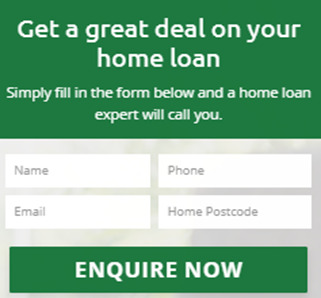 Get a great deal on your
home loan
Simply fill in the form below and a home loan
expert will call you.
Name
Phone
Email
Home Postcode
ENQUIRE NOW